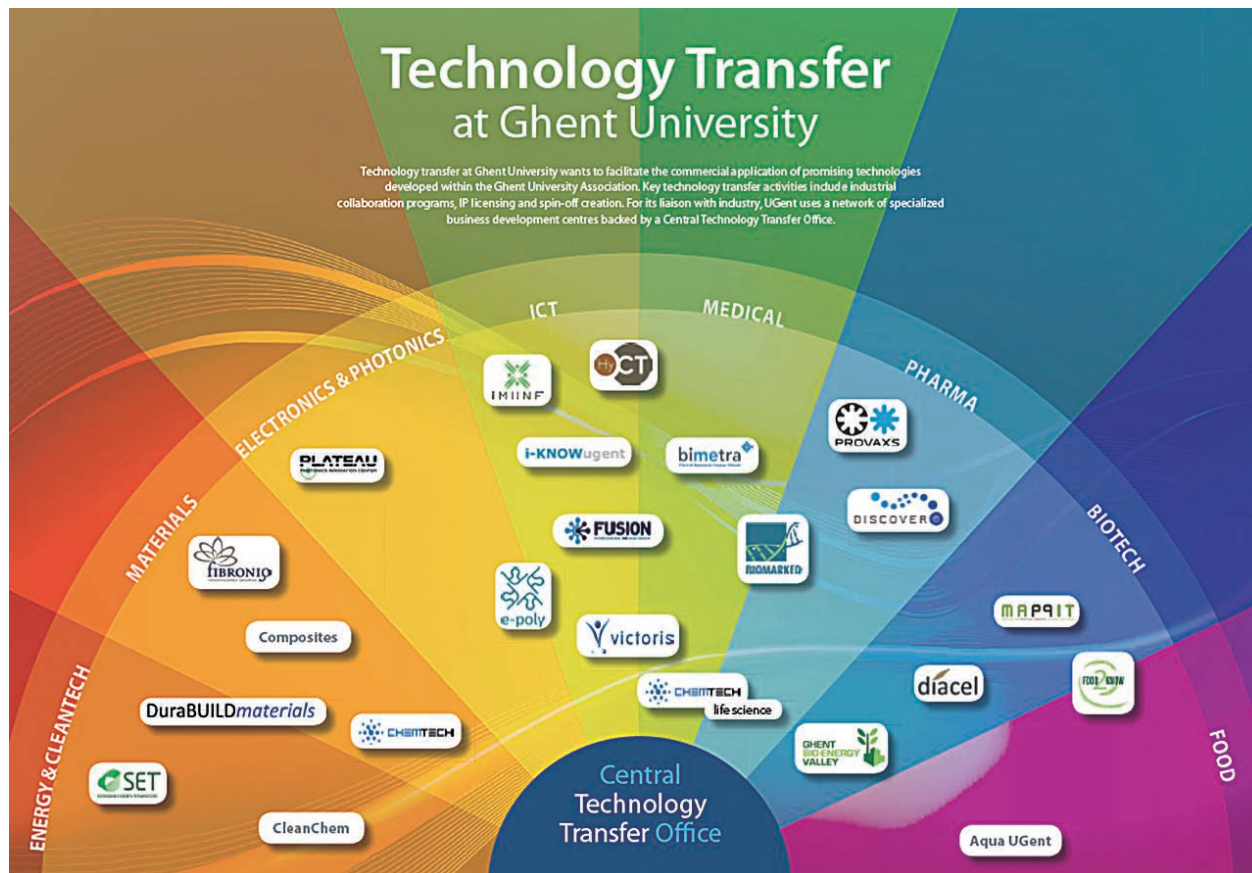 Technology Transfer
at Ghent University
Technology transfer at Ghent University wants to facilitate the commercial application of promising technologies
developed within the Ghent University Association. Key technology transfer activities include industrial
collaboration programs, IP licensing and spin-off creation. For its liaison with industry, UGent uses a network of specialized
business development centres backed by a Central Technology Transfer Office.
ICT
MEDICAL
ELECTRONICS & PHOTONICS
PHARMA
MATERIALS
BIOTECH
ENERGY & CLEANTECH
FOOD
iMiNF
HyCT
PROVAXS
PLATEAU
i-KNOWugent
bimetra
DISCOVER
FUSION
BIOMARKED
FIBRONIQ
e-poly
MAPPIT
Composites
victoris
diacel
FOOD2KNOW
CHEMTECH
life science
DuraBUILDmaterials
CHEMTECH
GHENT
BIO-ENERGY
VALLEY
SET
CleanChem
Central
Technology
Transfer Office
Aqua UGent